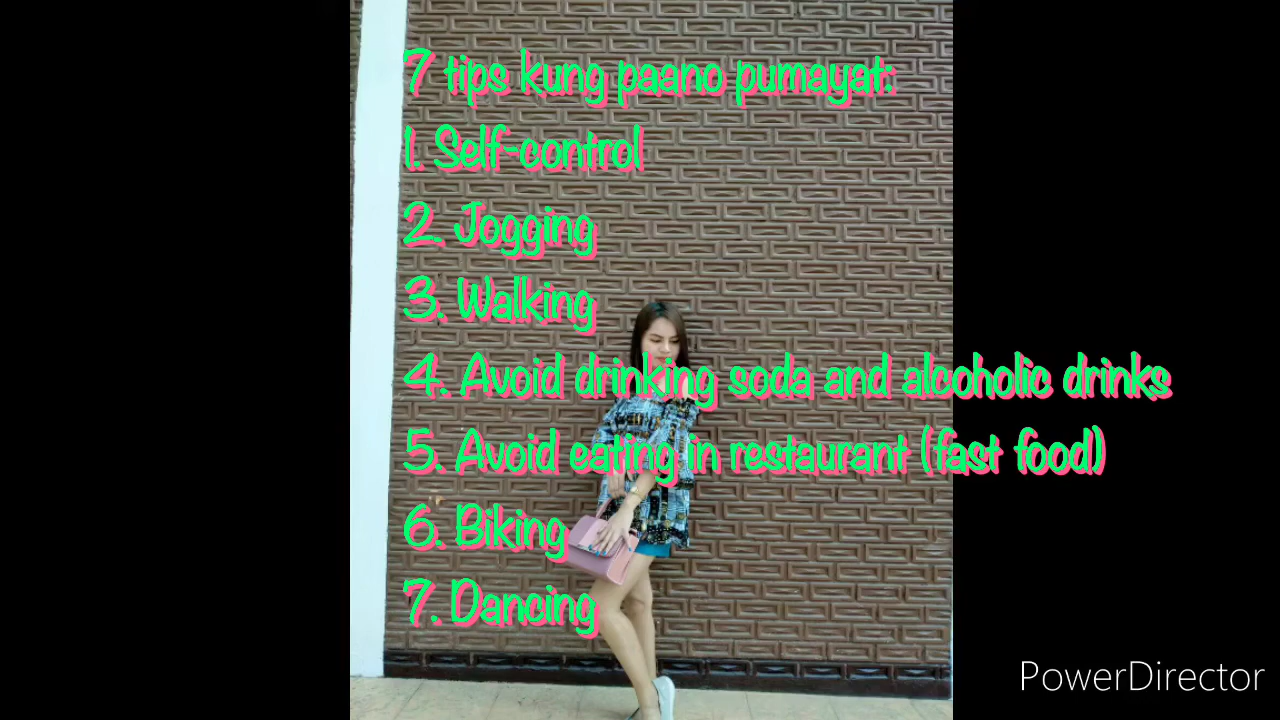 7 tips kung paano pumayat:
1. Self-control
2. Jogging
3. Walking
4. Avoid drinking soda and alcoholic drinks
5. Avoid eating in restaurant (fast food)
6. Biking
7. Dancing
PowerDirector